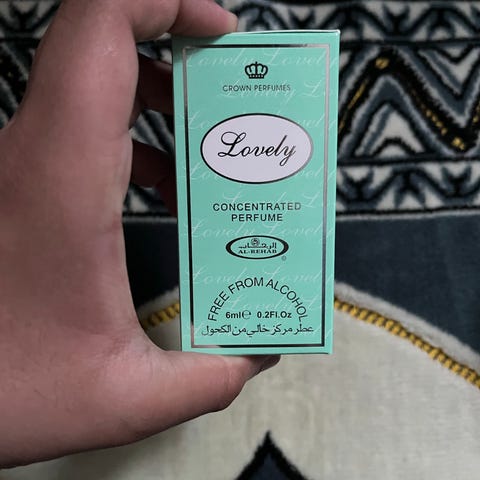 CROWN PERFUMES
Lovely
CONCENTRATED
PERFUME
الرحاب
AL-REHAB
FREE FROM ALCOHOL
6ml℮ 0.2Fl.Oz
عطر مركز خالي من الكحول